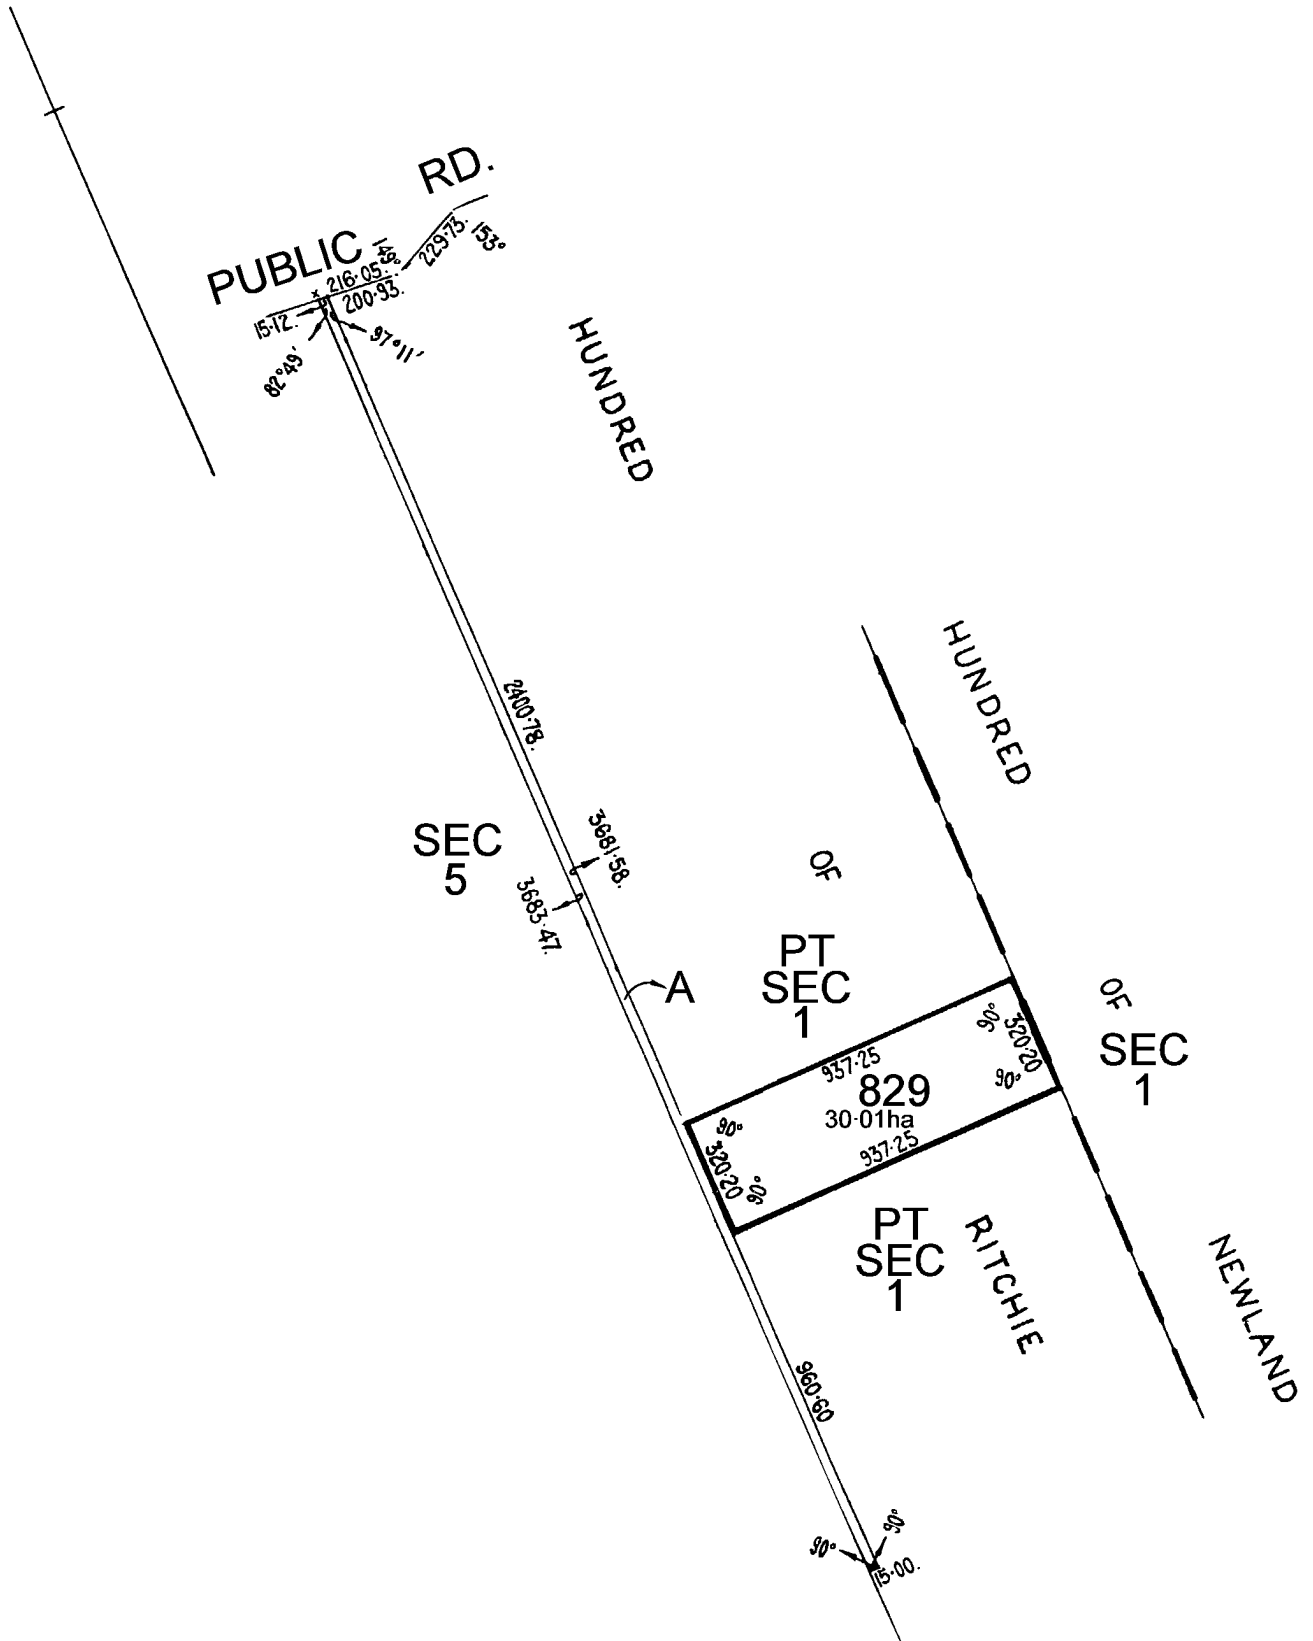 RD.
PUBLIC
149°
229·73.
153°
216·05.
200·93.
15·12.
x
82°49'
97°11'
HUNDRED
2400·78.
HUNDRED
SEC
5
3681·58.
3683·47.
OF
PT
SEC
1
A
OF
SEC
1
90°
320·20
937·25
829
30·01ha
90°
90°
320·20
90°
937·25
PT
SEC
1
RITCHIE
NEWLAND
960·60
90°
90°
15·00.